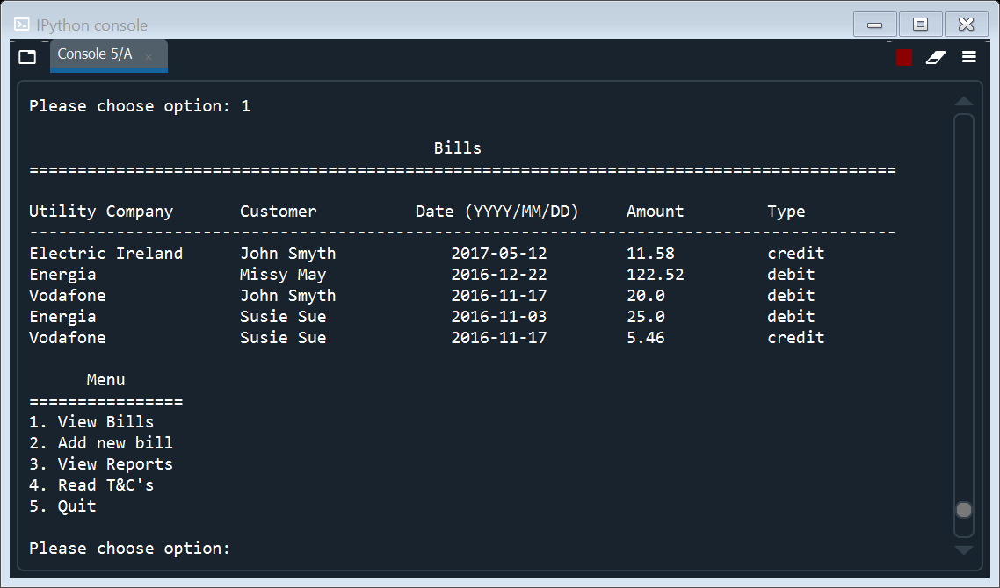 IPython console
Console 5/A
Please choose option: 1
Bills
==========================================================================================
Utility Company Customer Date (YYYY/MM/DD) Amount Type
------------------------------------------------------------------------------------------
Electric Ireland John Smyth 2017-05-12 11.58 credit
Energia Missy May 2016-12-22 122.52 debit
Vodafone John Smyth 2016-11-17 20.0 debit
Energia Susie Sue 2016-11-03 25.0 debit
Vodafone Susie Sue 2016-11-17 5.46 credit
Menu
================
1. View Bills
2. Add new bill
3. View Reports
4. Read T&C's
5. Quit
Please choose option: